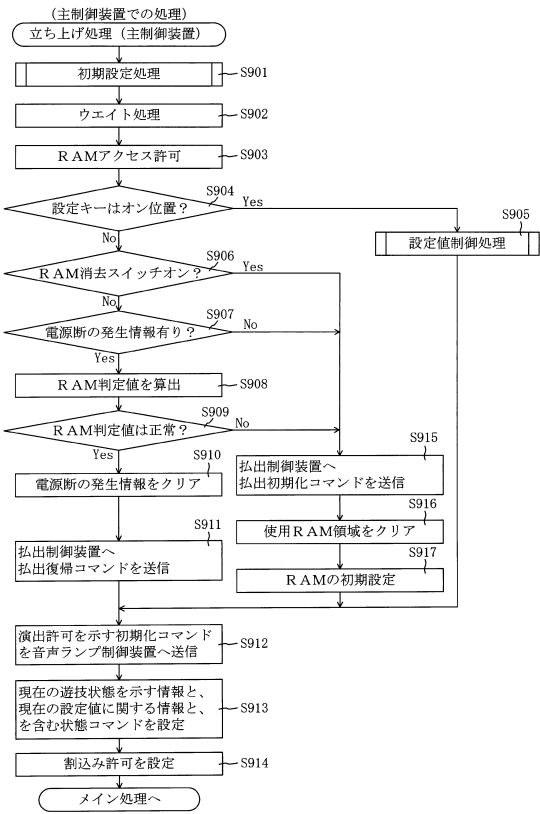 (主制御装置での処理)
立ち上げ処理(主制御装置)
初期設定処理 S901
ウエイト処理 S902
RAMアクセス許可 S903
S904
設定キーはオン位置? Yes
S905
設定値制御処理
No
S906
RAM消去スイッチオン? Yes
No
S907
電源断の発生情報有り? No
Yes
RAM判定値を算出 S908
S909
RAM判定値は正常? No
Yes
S910
電源断の発生情報をクリア
S915
払出制御装置へ
払出初期化コマンドを送信
S916
使用RAM領域をクリア
S917
RAMの初期設定
S911
払出制御装置へ
払出復帰コマンドを送信
演出許可を示す初期化コマンド
を音声ランプ制御装置へ送信 S912
現在の遊技状態を示す情報と、
現在の設定値に関する情報と、
を含む状態コマンドを設定 S913
割込み許可を設定 S914
メイン処理へ